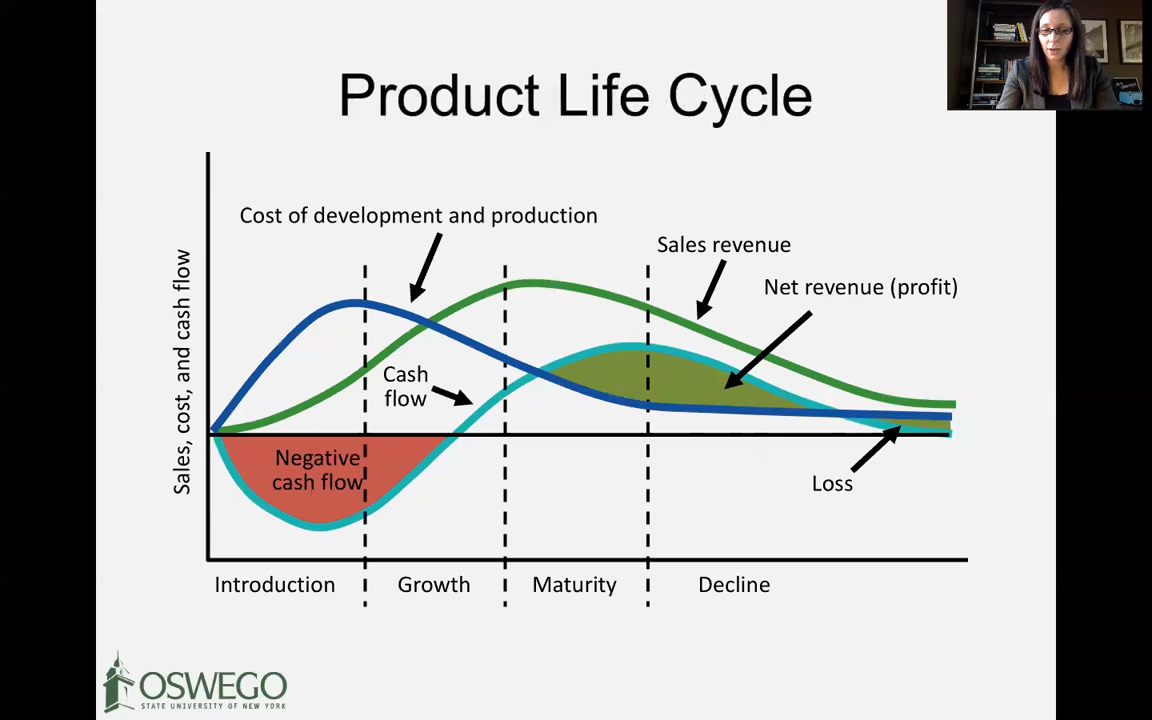 Product Life Cycle
Cost of development and production
Sales revenue
Net revenue (profit)
Sales, cost, and cash flow
Cash
flow
Negative
cash flow
Loss
Introduction
Growth
Maturity
Decline
OSWEGO
STATE UNIVERSITY OF NEW YORK